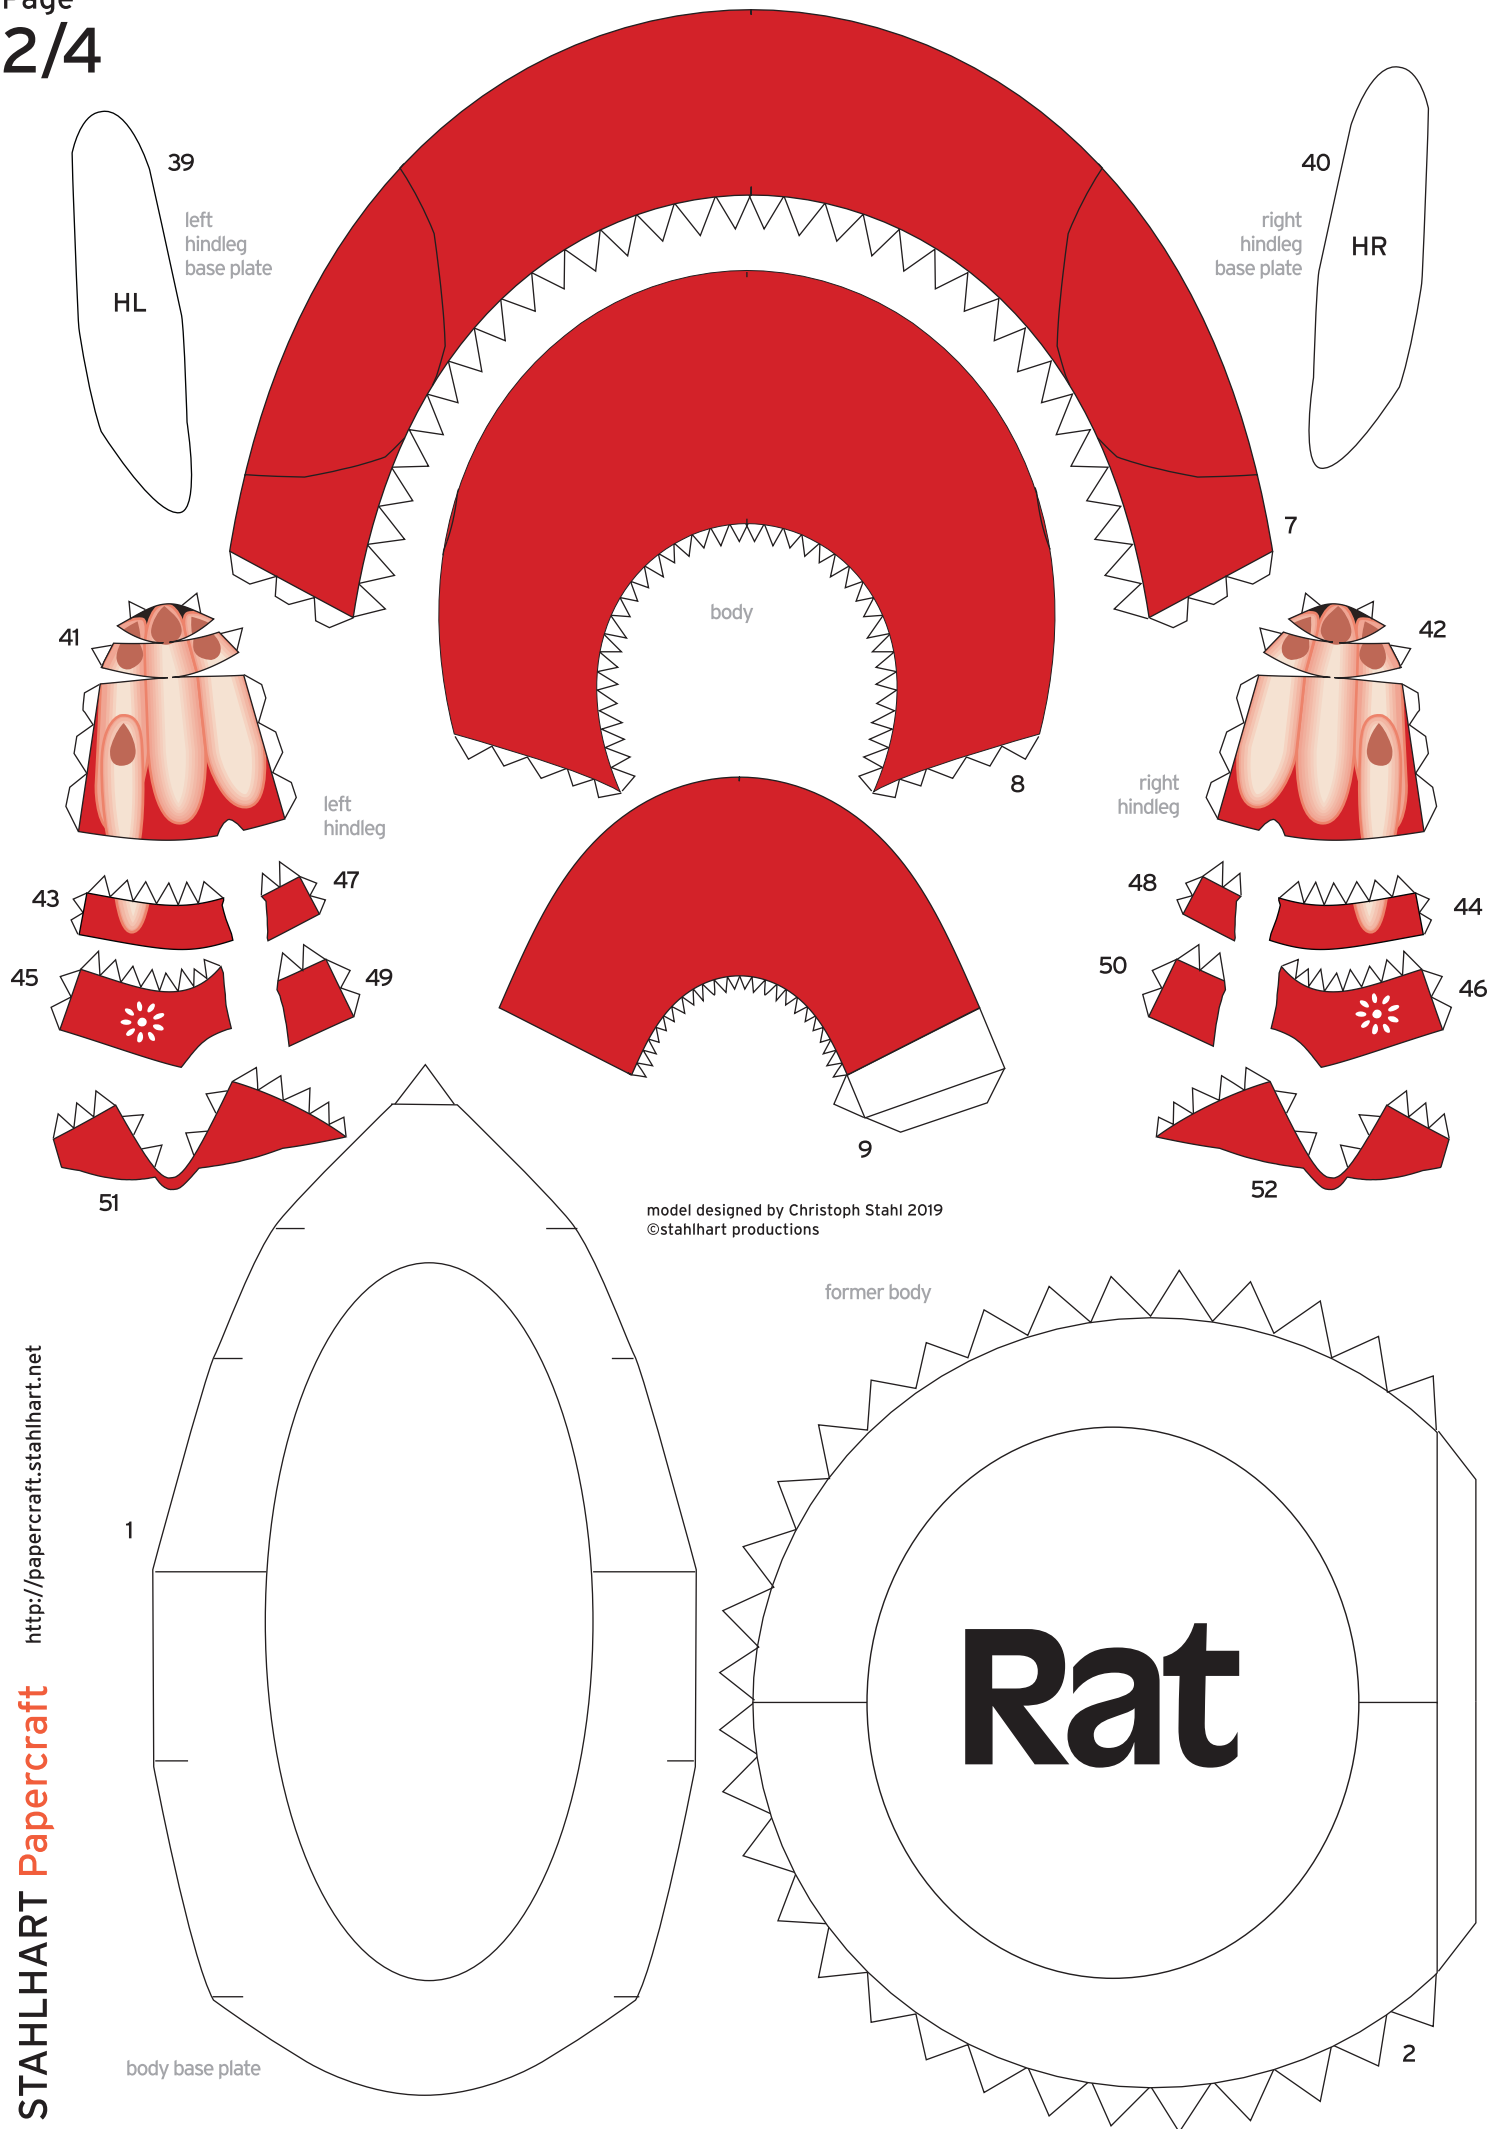 Page
2/4
39
left
hindleg
base plate
HL
40
right
hindleg
base plate
HR
7
body
8
41
left
hindleg
42
right
hindleg
43
47
45
49
51
48
44
50
46
52
9
model designed by Christoph Stahl 2019
©stahlhart productions
former body
1
body base plate
Rat
2
STAHLHART Papercraft http://papercraft.stahlhart.net